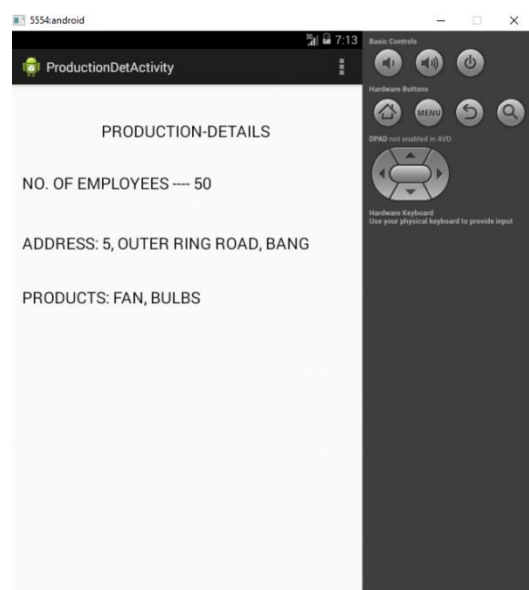 5554:android
3G 7:13
ProductionDetActivity
PRODUCTION-DETAILS
NO. OF EMPLOYEES ---- 50
ADDRESS: 5, OUTER RING ROAD, BANG
PRODUCTS: FAN, BULBS
Basic Controls
Hardware Buttons
MENU
DPAD not enabled in AVD
Hardware Keyboard
Use your physical keyboard to provide input